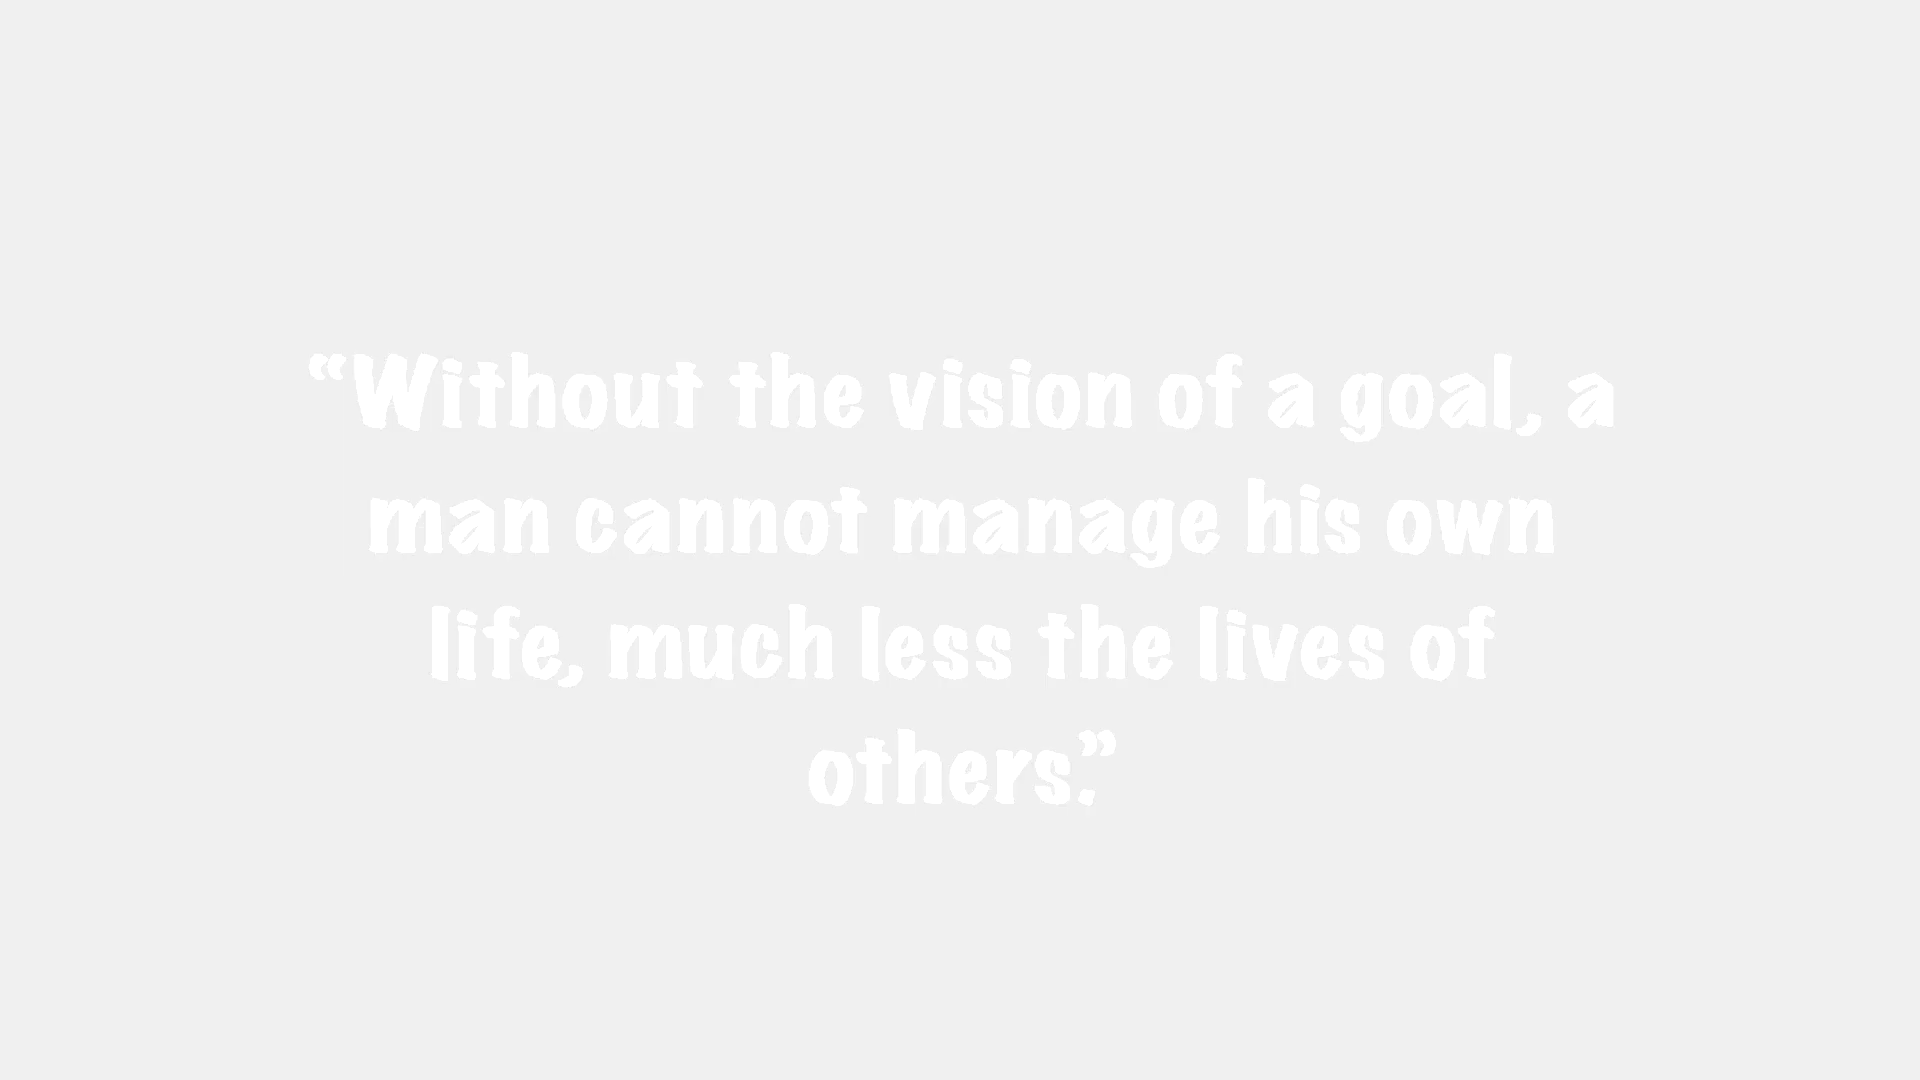 “Without the vision of a goal, a
man cannot manage his own
life, much less the lives of
others.”